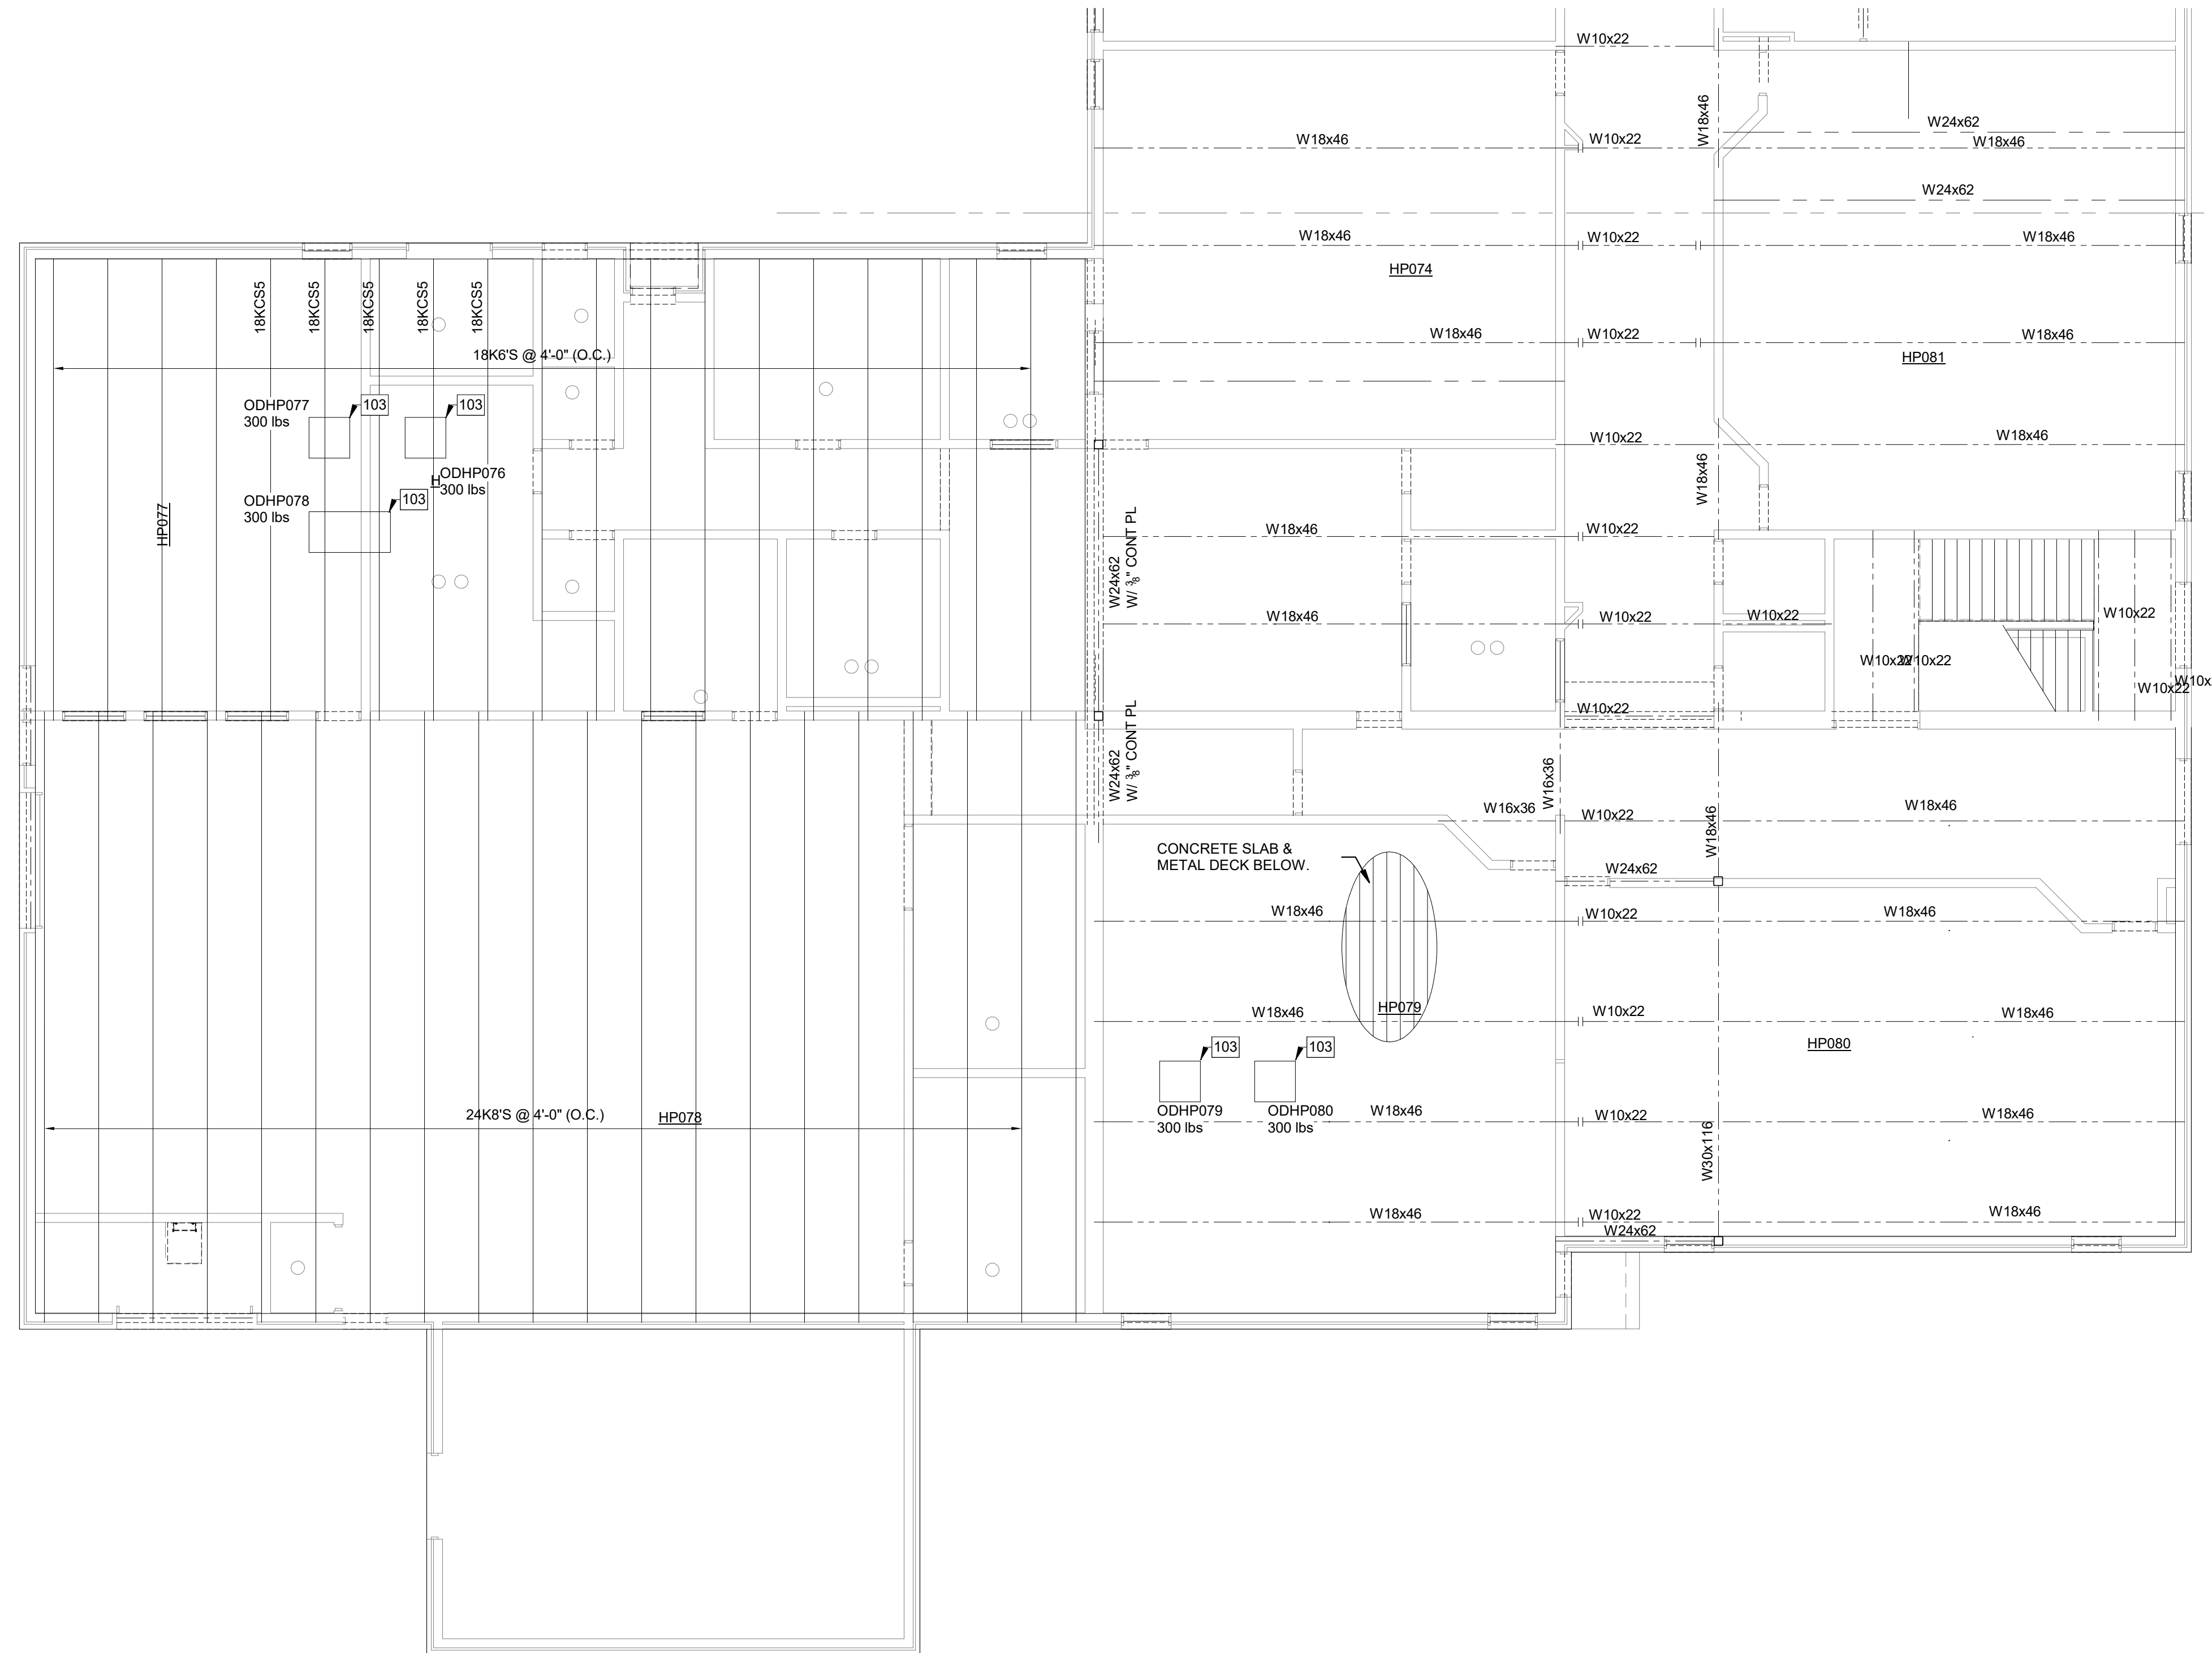 W10x22
W18x46
W24x62
W18x46
W10x22
W18x46
W24x62
W18x46
W10x22
W18x46
HP074
18KCS5
18KCS5
18KCS5
18KCS5
18KCS5
W18x46
W10x22
W18x46
HP081
18K6'S @ 4'-0" (O.C.)
ODHP077
300 lbs
103
103
W10x22
W18x46
W18x46
H
ODHP076
300 lbs
ODHP078
300 lbs
103
HP077
W18x46
W10x22
W24x62
W/ 3/8" CONT PL
W18x46
W10x22
W10x22
W10x22
W10x22
W10x22
W10x22
W10x
W10x22
W24x62
W/ 3/8" CONT PL
W16x36
W16x36
W10x22
W18x46
W18x46
CONCRETE SLAB &
METAL DECK BELOW.
W24x62
W18x46
W10x22
W18x46
HP079
W18x46
W10x22
W18x46
HP080
103
103
24K8'S @ 4'-0" (O.C.)
HP078
ODHP079
300 lbs
ODHP080
300 lbs
W18x46
W10x22
W18x46
W30x116
W18x46
W10x22
W18x46
W24x62